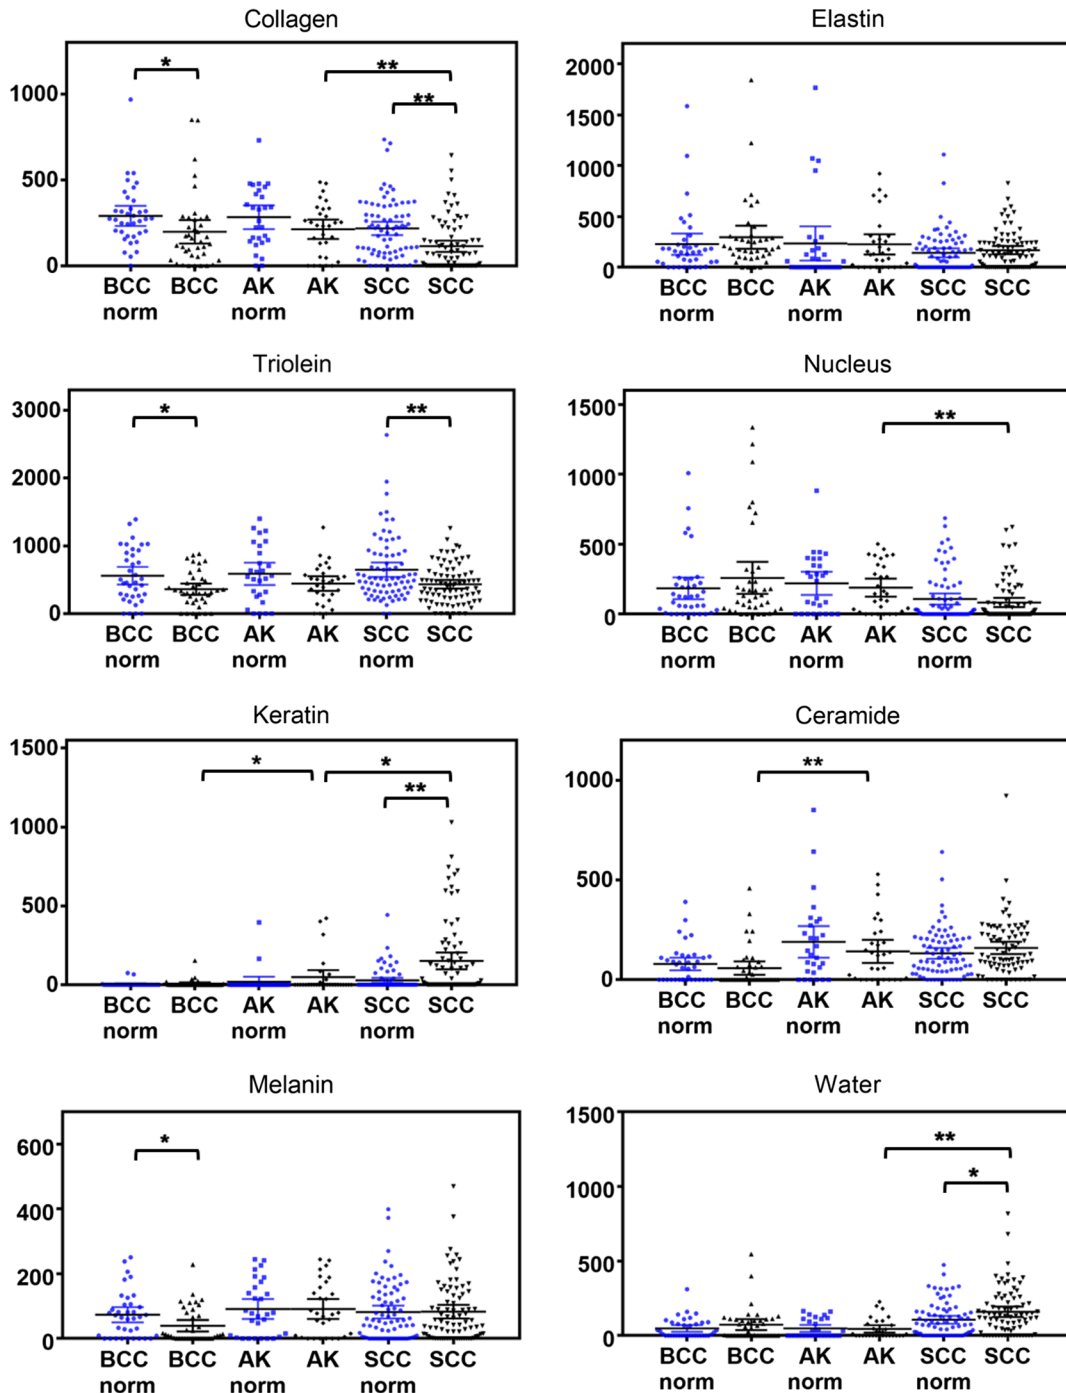 Collagen
* ** **
1000
500
0
BCC BCC AK AK SCC SCC
norm norm norm
Elastin
2000
1500
1000
500
0
BCC BCC AK AK SCC SCC
norm norm norm
Triolein
3000
* **
2000
1000
0
BCC BCC AK AK SCC SCC
norm norm norm
Nucleus
1500
**
1000
500
0
BCC BCC AK AK SCC SCC
norm norm norm
Keratin
1500
* * **
1000
500
0
BCC BCC AK AK SCC SCC
norm norm norm
Ceramide
**
1000
500
0
BCC BCC AK AK SCC SCC
norm norm norm
Melanin
600
*
400
200
0
BCC BCC AK AK SCC SCC
norm norm norm
Water
1500
** *
1000
500
0
BCC BCC AK AK SCC SCC
norm norm norm